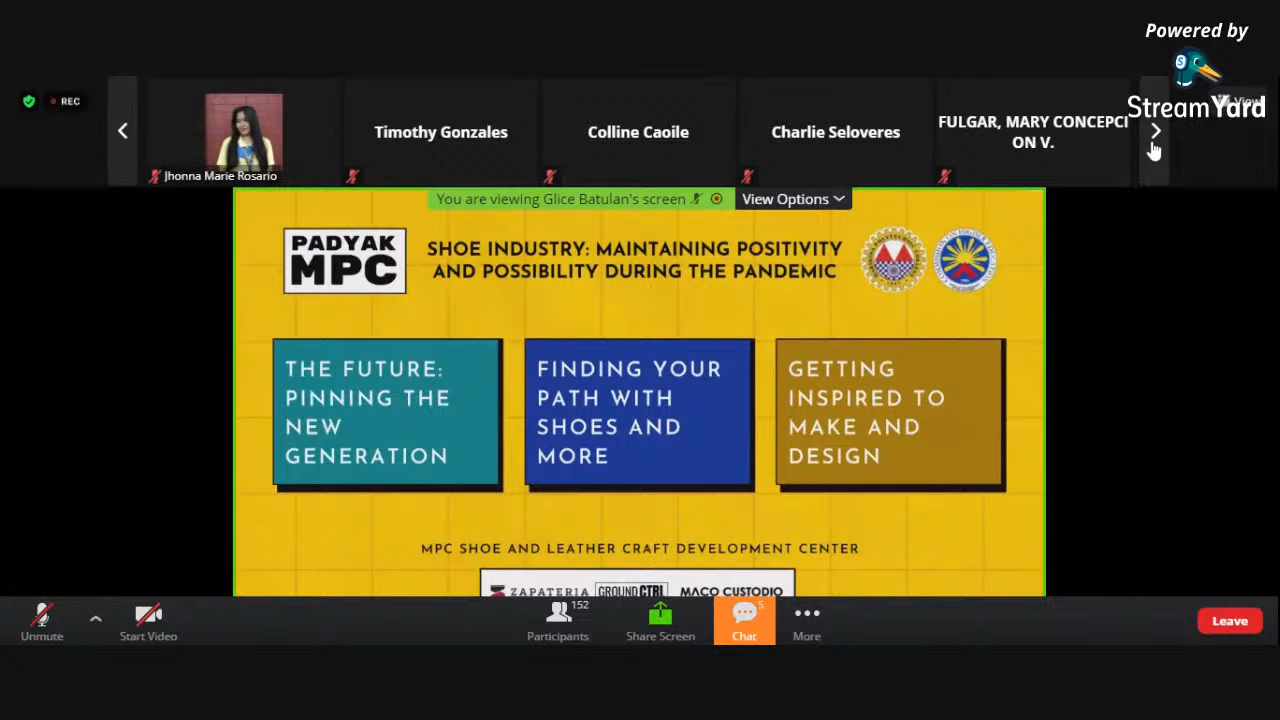 Powered by
StreamYard
REC
View
Jhonna Marie Rosario
Timothy Gonzales
Colline Caoile
Charlie Seloveres
FULGAR, MARY CONCEPCI
ON V.
You are viewing Glice Batulan's screen
View Options
PADYAK
MPC
SHOE INDUSTRY: MAINTAINING POSITIVITY
AND POSSIBILITY DURING THE PANDEMIC
THE FUTURE:
PINNING THE
NEW
GENERATION
FINDING YOUR
PATH WITH
SHOES AND
MORE
GETTING
INSPIRED TO
MAKE AND
DESIGN
MPC SHOE AND LEATHER CRAFT DEVELOPMENT CENTER
ZAPATERIA GROUND CTRL MACO CUSTODIO
Unmute
Start Video
152
Participants
Share Screen
5
Chat
More
Leave